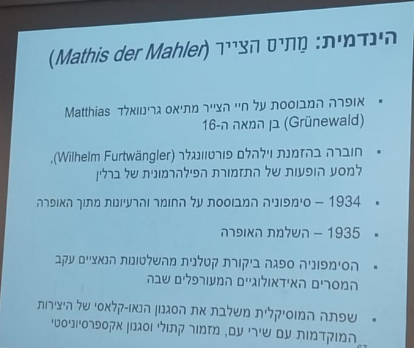 הינדמית: מַתיס הצייר (Mathis der Mahler)
אופרה המבוססת על חיי הצייר מתיאס גרינוואלד Matthias
(Grünewald) בן המאה ה-16
חוברה בהזמנת וילהלם פורטוונגלר (Wilhelm Furtwängler),
למסע הופעות של התזמורת הפילהרמונית של ברלין
1934 – סימפוניה המבוססת על החומר והרעיונות מתוך האופרה
1935 – השלמת האופרה
הסימפוניה ספגה ביקורת קטלנית מהשלטונות הנאציים עקב
המסרים האידאולוגיים המעורפלים שבה
שפתה המוסיקלית משלבת את הסגנון הנאו-קלאסי של היצירות
המוקדמות עם שירי עם, מזמור קתולי וסגנון אקספרסיוניסטי